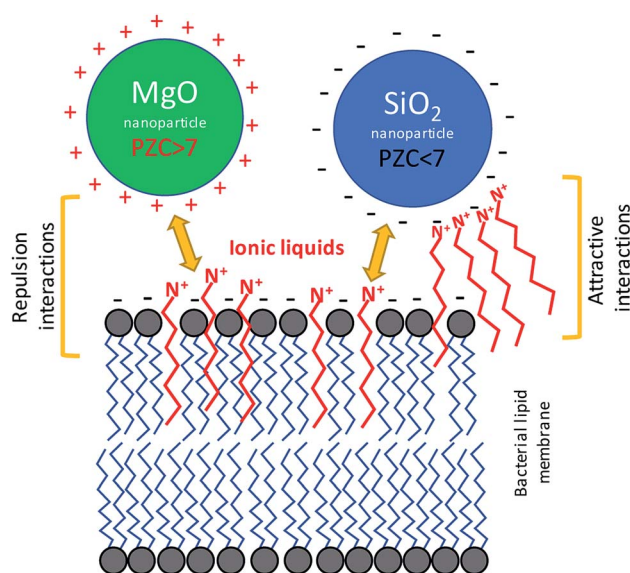 MgO
nanoparticle
PZC>7
SiO₂
nanoparticle
PZC<7
Repulsion
interactions
Ionic liquids
Attractive
interactions
N⁺
N⁺
N⁺
N⁺
N⁺
N⁺
N⁺
N⁺
N⁺
Bacterial lipid
membrane